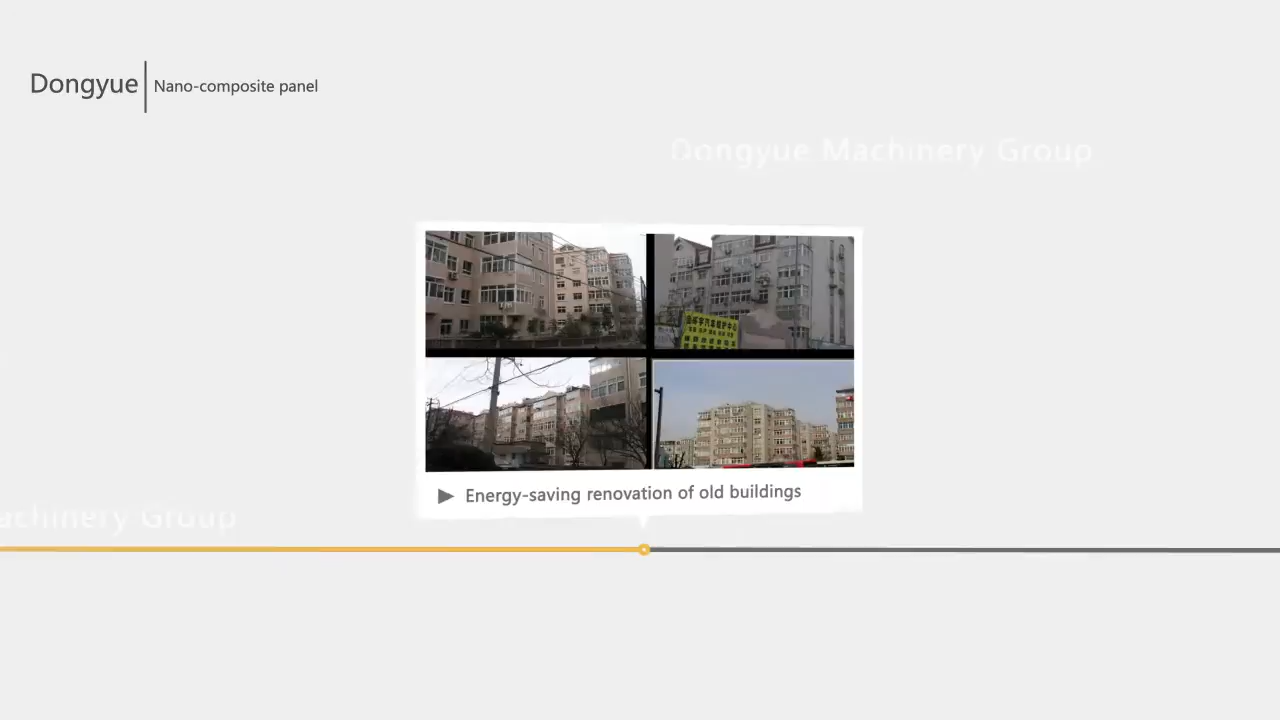 Dongyue
Nano-composite panel
Dongyue Machinery Group
Energy-saving renovation of old buildings
achinery Group